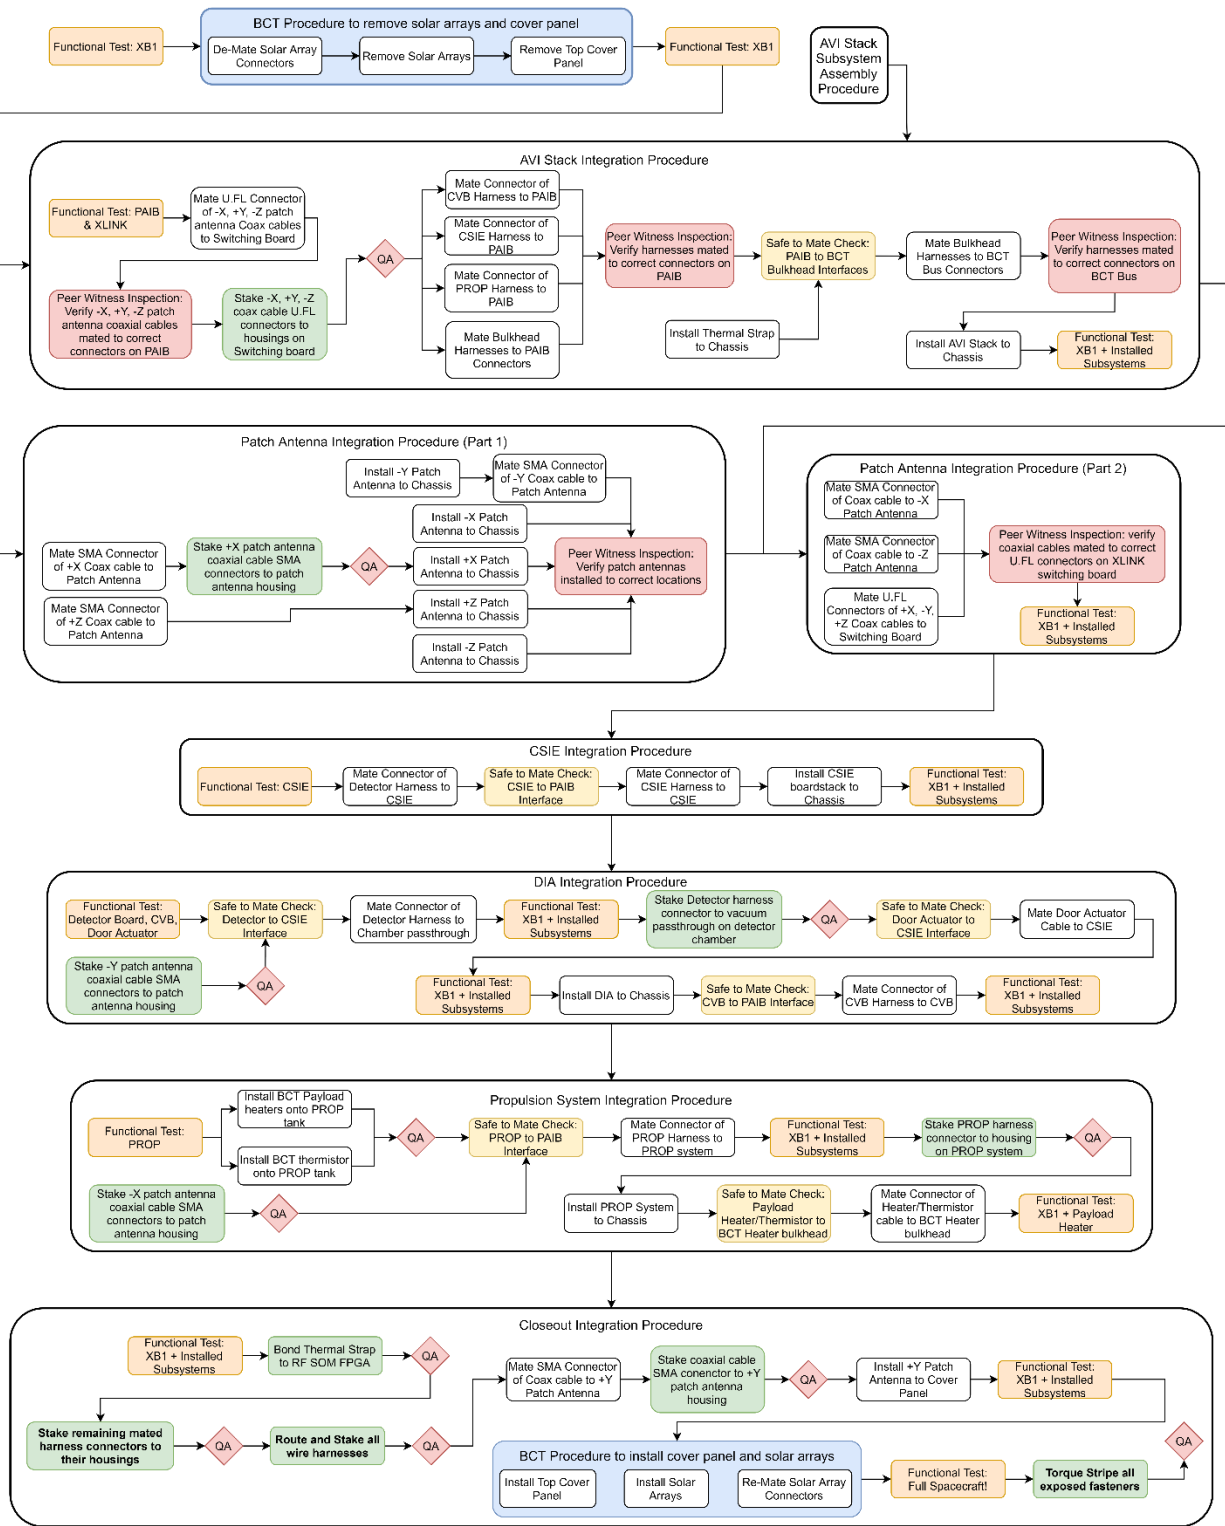 Functional Test: XB1
BCT Procedure to remove solar arrays and cover panel
De-Mate Solar Array
Connectors
Remove Solar Arrays
Remove Top Cover
Panel
Functional Test: XB1
AVI Stack
Subsystem
Assembly
Procedure
AVI Stack Integration Procedure
Functional Test: PAIB
& XLINK
Mate U.FL Connector
of -X, +Y, -Z patch
antenna Coax cables
to Switching Board
Peer Witness Inspection:
Verify -X, +Y, -Z patch
antenna coaxial cables
mated to correct
connectors on PAIB
Stake -X, +Y, -Z
coax cable U.FL
connectors to
housings on
Switching board
QA
Mate Connector of
CVB Harness to PAIB
Mate Connector of
CSIE Harness to
PAIB
Mate Connector of
PROP Harness to
PAIB
Mate Bulkhead
Harnesses to PAIB
Connectors
Peer Witness Inspection:
Verify harnesses mated
to correct connectors on
PAIB
Safe to Mate Check:
PAIB to BCT
Bulkhead Interfaces
Install Thermal Strap
to Chassis
Mate Bulkhead
Harnesses to BCT
Bus Connectors
Peer Witness Inspection:
Verify harnesses mated
to correct connectors on
BCT Bus
Install AVI Stack to
Chassis
Functional Test:
XB1 + Installed
Subsystems
Patch Antenna Integration Procedure (Part 1)
Install -Y Patch
Antenna to Chassis
Mate SMA Connector
of -Y Coax cable to
Patch Antenna
Install -X Patch
Antenna to Chassis
Mate SMA Connector
of +X Coax cable to
Patch Antenna
Stake +X patch antenna
coaxial cable SMA
connectors to patch
antenna housing
QA
Install +X Patch
Antenna to Chassis
Mate SMA Connector
of +Z Coax cable to
Patch Antenna
Install +Z Patch
Antenna to Chassis
Install -Z Patch
Antenna to Chassis
Peer Witness Inspection:
Verify patch antennas
installed to correct locations
Patch Antenna Integration Procedure (Part 2)
Mate SMA Connector
of Coax cable to -X
Patch Antenna
Mate SMA Connector
of Coax cable to -Z
Patch Antenna
Mate U.FL
Connectors of +X, -Y,
+Z Coax cables to
Switching Board
Peer Witness Inspection: verify
coaxial cables mated to correct
U.FL connectors on XLINK
switching board
Functional Test:
XB1 + Installed
Subsystems
CSIE Integration Procedure
Functional Test: CSIE
Mate Connector of
Detector Harness to
CSIE
Safe to Mate Check:
CSIE to PAIB
Interface
Mate Connector of
CSIE Harness to
CSIE
Install CSIE
boardstack to
Chassis
Functional Test:
XB1 + Installed
Subsystems
DIA Integration Procedure
Functional Test:
Detector Board, CVB,
Door Actuator
Safe to Mate Check:
Detector to CSIE
Interface
Mate Connector of
Detector Harness to
Chamber passthrough
Functional Test:
XB1 + Installed
Subsystems
Stake Detector harness
connector to vacuum
passthrough on detector
chamber
QA
Safe to Mate Check:
Door Actuator to
CSIE Interface
Mate Door Actuator
Cable to CSIE
Stake -Y patch antenna
coaxial cable SMA
connectors to patch
antenna housing
QA
Functional Test:
XB1 + Installed
Subsystems
Install DIA to Chassis
Safe to Mate Check:
CVB to PAIB Interface
Mate Connector of
CVB Harness to CVB
Functional Test:
XB1 + Installed
Subsystems
Propulsion System Integration Procedure
Functional Test:
PROP
Install BCT Payload
heaters onto PROP
tank
Install BCT thermistor
onto PROP tank
QA
Safe to Mate Check:
PROP to PAIB
Interface
Mate Connector of
PROP Harness to
PROP system
Functional Test:
XB1 + Installed
Subsystems
Stake PROP harness
connector to housing
on PROP system
QA
Stake -X patch antenna
coaxial cable SMA
connectors to patch
antenna housing
QA
Install PROP System
to Chassis
Safe to Mate Check:
Payload
Heater/Thermistor to
BCT Heater bulkhead
Mate Connector of
Heater/Thermistor
cable to BCT Heater
bulkhead
Functional Test:
XB1 + Payload
Heater
Closeout Integration Procedure
Functional Test:
XB1 + Installed
Subsystems
Bond Thermal Strap
to RF SOM FPGA
QA
Stake remaining mated
harness connectors to
their housings
QA
Route and Stake all
wire harnesses
QA
Mate SMA Connector
of Coax cable to +Y
Patch Antenna
Stake coaxial cable
SMA conenctor to +Y
patch antenna
housing
QA
Install +Y Patch
Antenna to Cover
Panel
Functional Test:
XB1 + Installed
Subsystems
BCT Procedure to install cover panel and solar arrays
Install Top Cover
Panel
Install Solar
Arrays
Re-Mate Solar Array
Connectors
Functional Test:
Full Spacecraft!
Torque Stripe all
exposed fasteners
QA